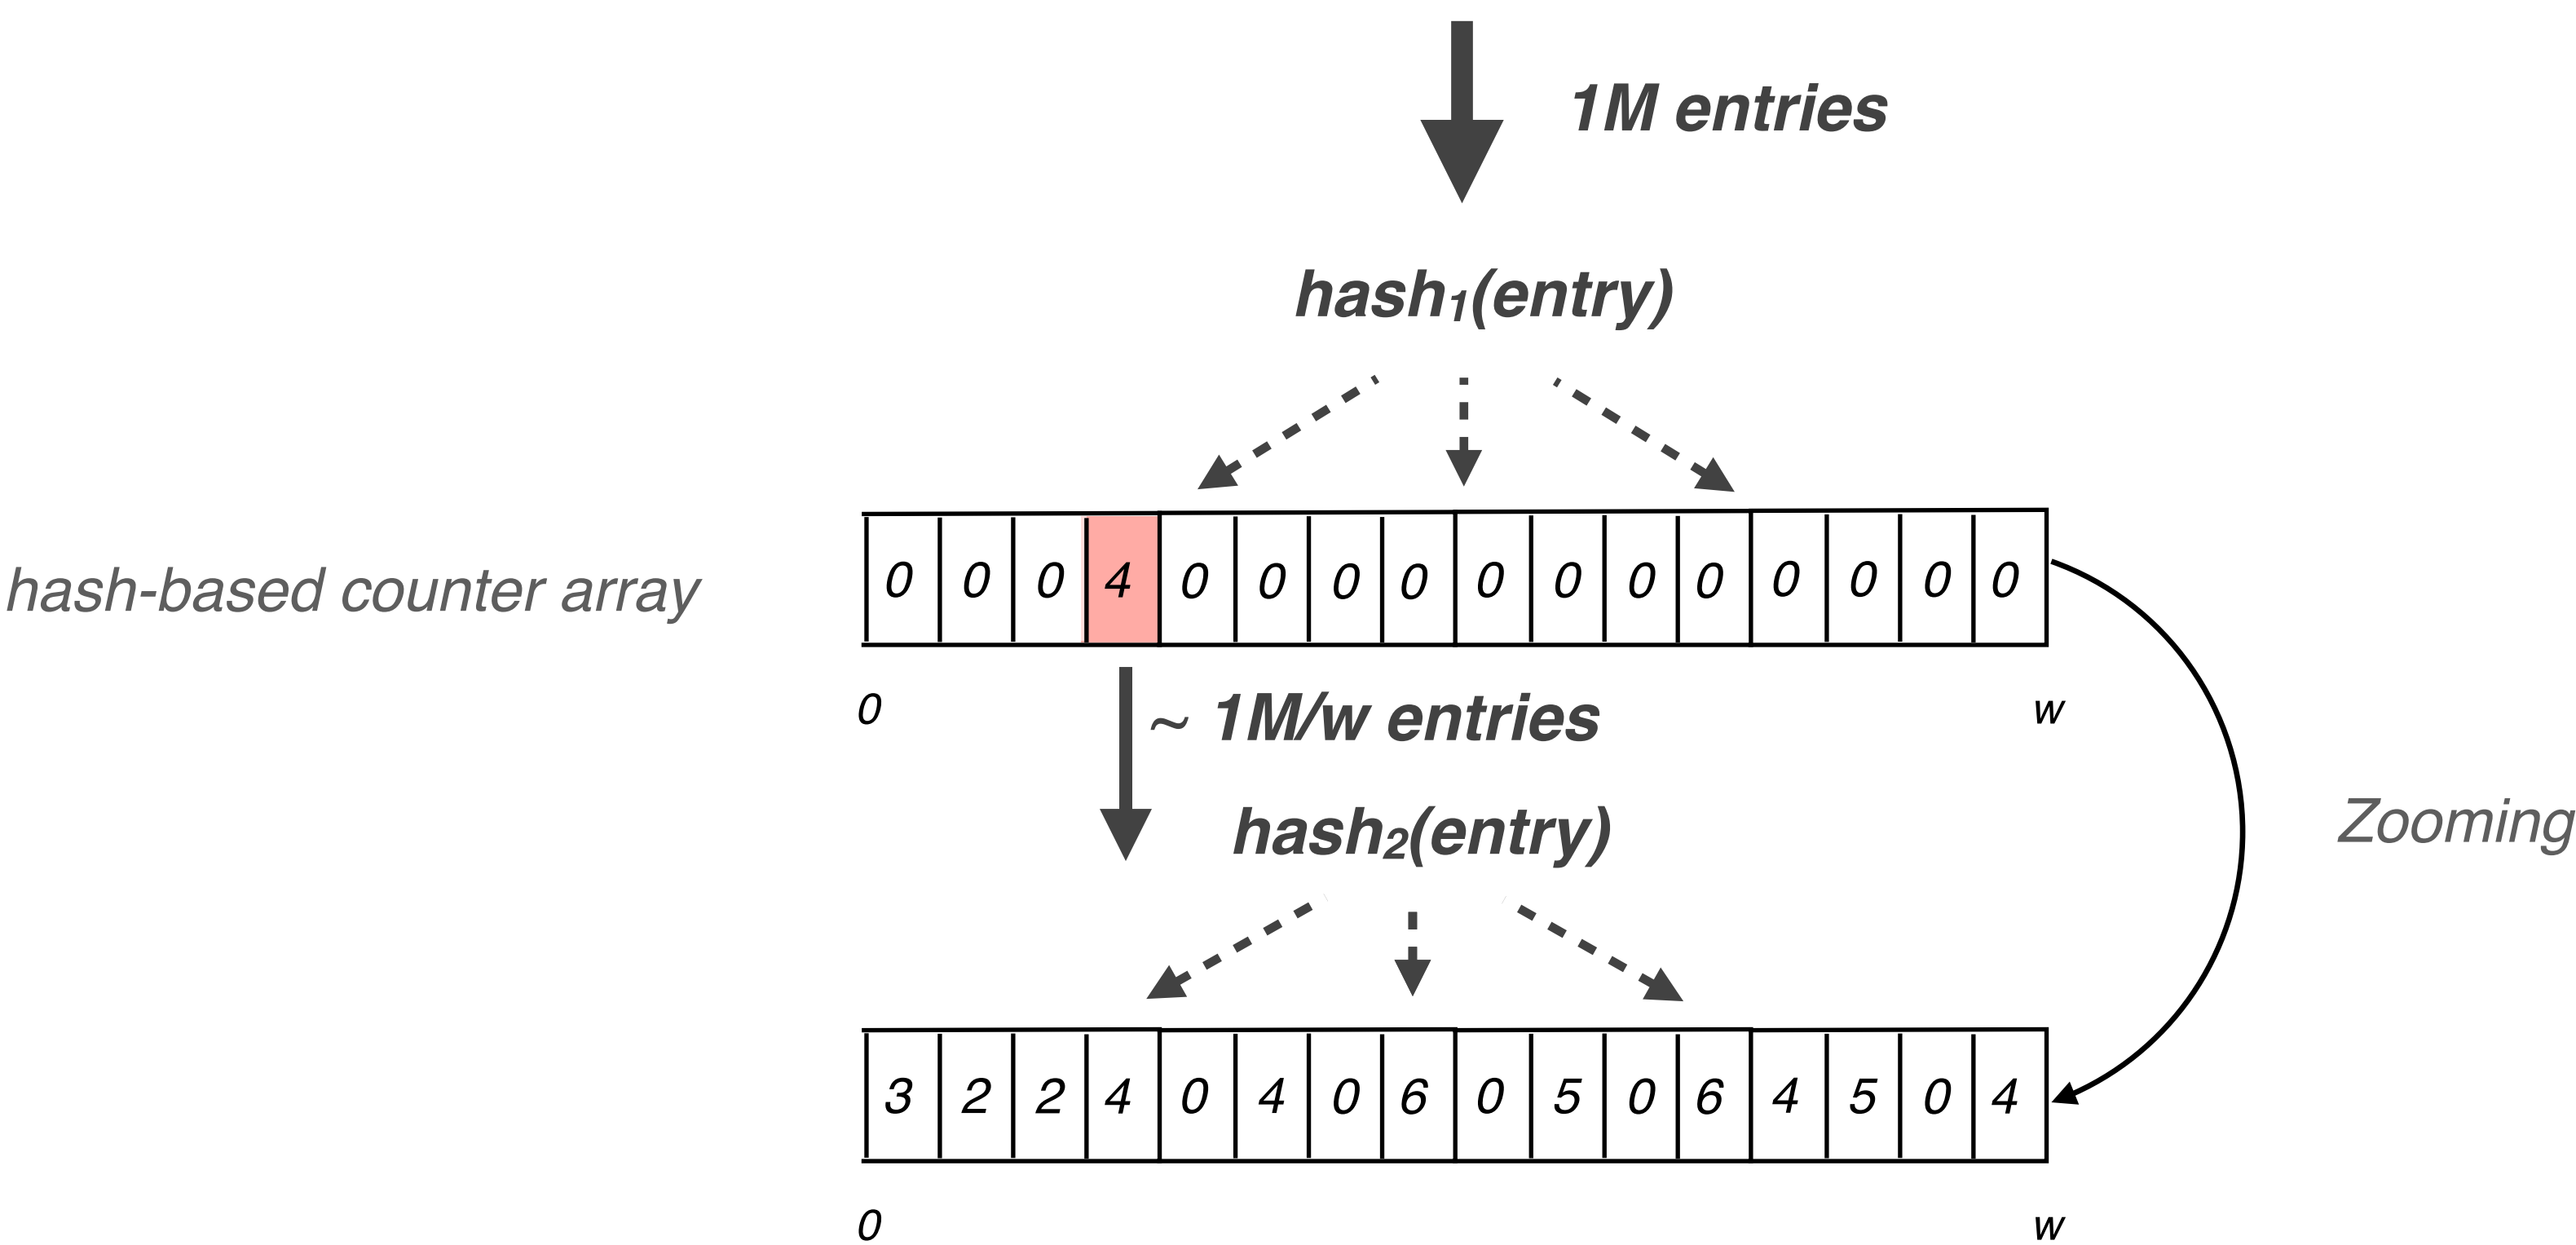 1M entries
hash₁(entry)
hash-based counter array
0 0 0 4 0 0 0 0 0 0 0 0 0 0 0 0
0 w
~ 1M/w entries
hash₂(entry)
Zooming
3 2 2 4 0 4 0 6 0 5 0 6 4 5 0 4
0 w